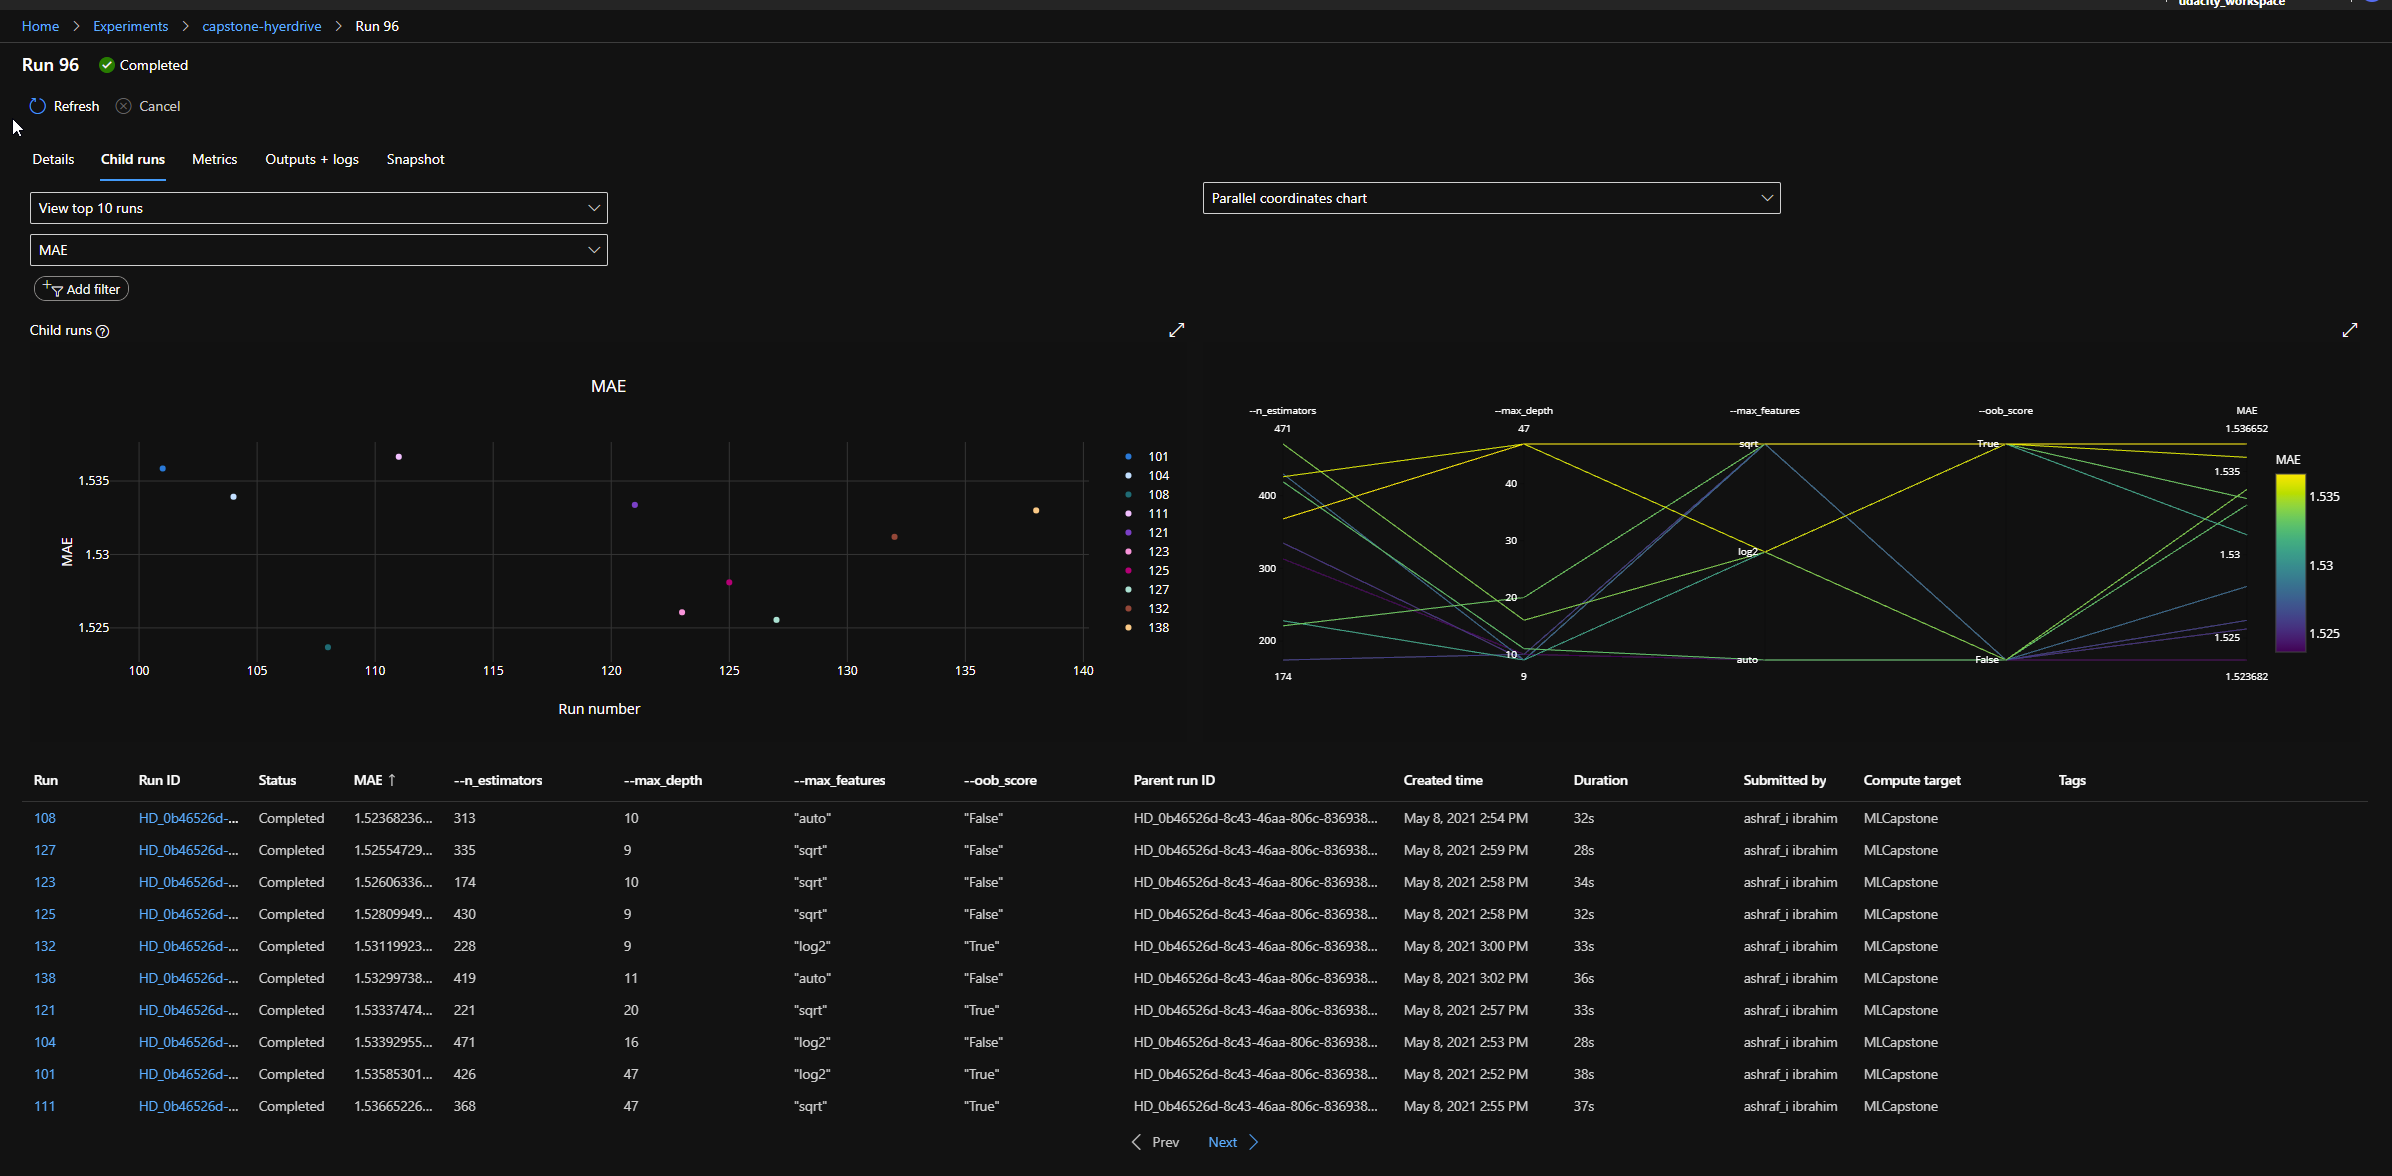 udacity_workspace
Home > Experiments > capstone-hyerdrive > Run 96
Run 96 Completed
Refresh Cancel
Details Child runs Metrics Outputs + logs Snapshot
View top 10 runs
Parallel coordinates chart
MAE
Add filter
Child runs
MAE
MAE
1.535
1.53
1.525
100 105 110 115 120 125 130 135 140
Run number
101
104
108
111
121
123
125
127
132
138
--n_estimators --max_depth --max_features --oob_score MAE
471 47 1.536652
sqrt True
400 40 1.535
300 30 log2 1.53
200 20 1.525
10 auto False
174 9 1.523682
MAE
1.535
1.53
1.525
Run Run ID Status MAE ↑ --n_estimators --max_depth --max_features --oob_score Parent run ID Created time Duration Submitted by Compute target Tags
108 HD_0b46526d-... Completed 1.52368236... 313 10 "auto" "False" HD_0b46526d-8c43-46aa-806c-836938... May 8, 2021 2:54 PM 32s ashraf_i ibrahim MLCapstone
127 HD_0b46526d-... Completed 1.52554729... 335 9 "sqrt" "False" HD_0b46526d-8c43-46aa-806c-836938... May 8, 2021 2:59 PM 28s ashraf_i ibrahim MLCapstone
123 HD_0b46526d-... Completed 1.52606336... 174 10 "sqrt" "False" HD_0b46526d-8c43-46aa-806c-836938... May 8, 2021 2:58 PM 34s ashraf_i ibrahim MLCapstone
125 HD_0b46526d-... Completed 1.52809949... 430 9 "sqrt" "False" HD_0b46526d-8c43-46aa-806c-836938... May 8, 2021 2:58 PM 32s ashraf_i ibrahim MLCapstone
132 HD_0b46526d-... Completed 1.53119923... 228 9 "log2" "True" HD_0b46526d-8c43-46aa-806c-836938... May 8, 2021 3:00 PM 33s ashraf_i ibrahim MLCapstone
138 HD_0b46526d-... Completed 1.53299738... 419 11 "auto" "False" HD_0b46526d-8c43-46aa-806c-836938... May 8, 2021 3:02 PM 36s ashraf_i ibrahim MLCapstone
121 HD_0b46526d-... Completed 1.53337474... 221 20 "sqrt" "True" HD_0b46526d-8c43-46aa-806c-836938... May 8, 2021 2:57 PM 33s ashraf_i ibrahim MLCapstone
104 HD_0b46526d-... Completed 1.53392955... 471 16 "log2" "False" HD_0b46526d-8c43-46aa-806c-836938... May 8, 2021 2:53 PM 28s ashraf_i ibrahim MLCapstone
101 HD_0b46526d-... Completed 1.53585301... 426 47 "log2" "True" HD_0b46526d-8c43-46aa-806c-836938... May 8, 2021 2:52 PM 38s ashraf_i ibrahim MLCapstone
111 HD_0b46526d-... Completed 1.53665226... 368 47 "sqrt" "True" HD_0b46526d-8c43-46aa-806c-836938... May 8, 2021 2:55 PM 37s ashraf_i ibrahim MLCapstone
< Prev Next >